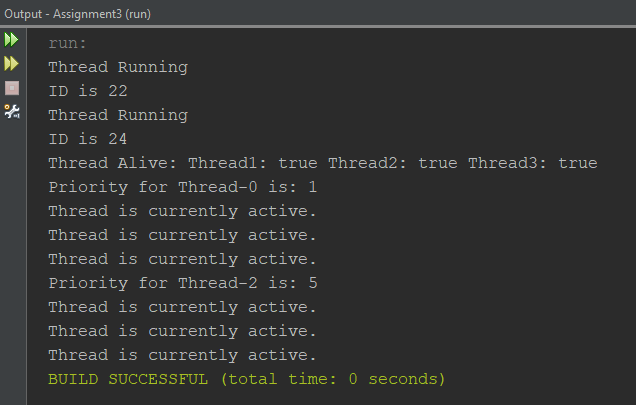 Output - Assignment3 (run)
run:
Thread Running
ID is 22
Thread Running
ID is 24
Thread Alive: Thread1: true Thread2: true Thread3: true
Priority for Thread-0 is: 1
Thread is currently active.
Thread is currently active.
Thread is currently active.
Priority for Thread-2 is: 5
Thread is currently active.
Thread is currently active.
Thread is currently active.
BUILD SUCCESSFUL (total time: 0 seconds)